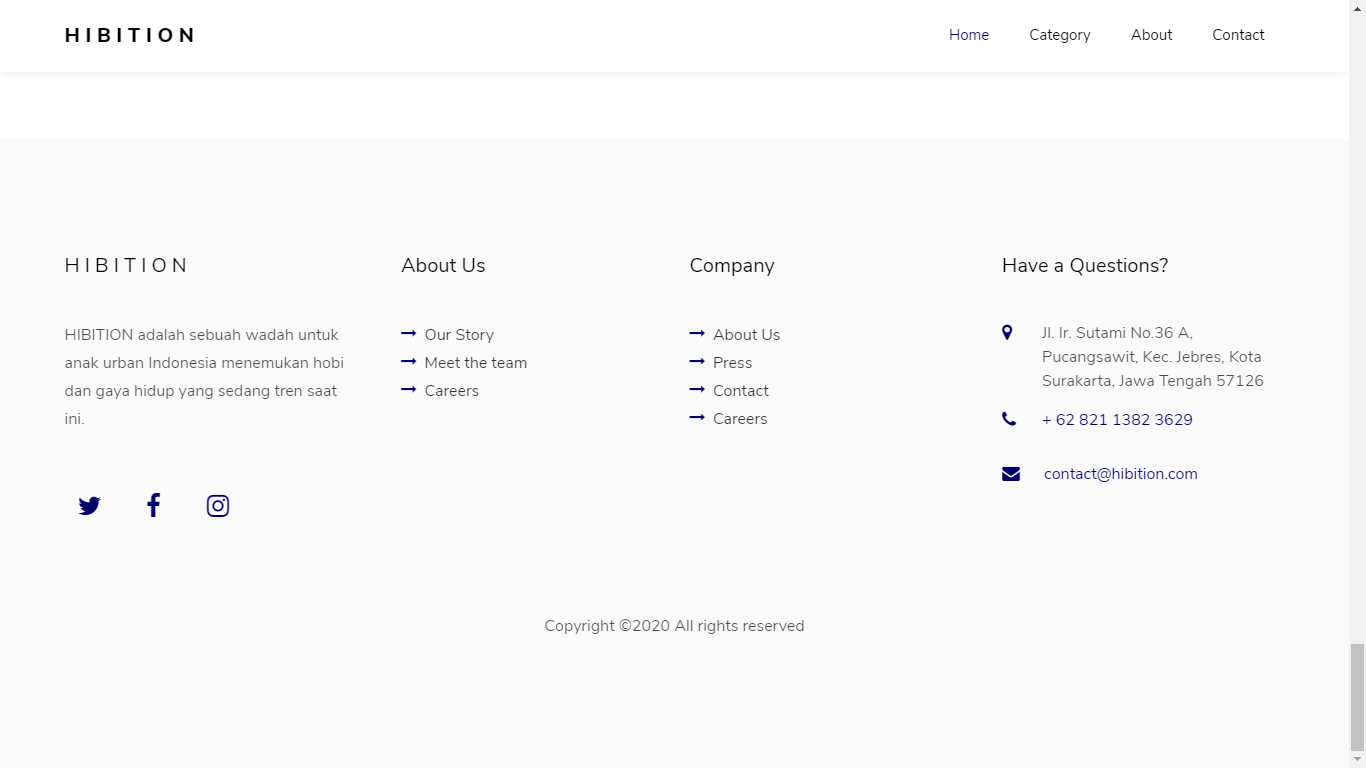 HIBITION
Home
Category
About
Contact
HIBITION
HIBITION adalah sebuah wadah untuk
anak urban Indonesia menemukan hobi
dan gaya hidup yang sedang tren saat
ini.
About Us
Our Story
Meet the team
Careers
Company
About Us
Press
Contact
Careers
Have a Questions?
Jl. Ir. Sutami No.36 A,
Pucangsawit, Kec. Jebres, Kota
Surakarta, Jawa Tengah 57126
+ 62 821 1382 3629
contact@hibition.com
Copyright ©2020 All rights reserved